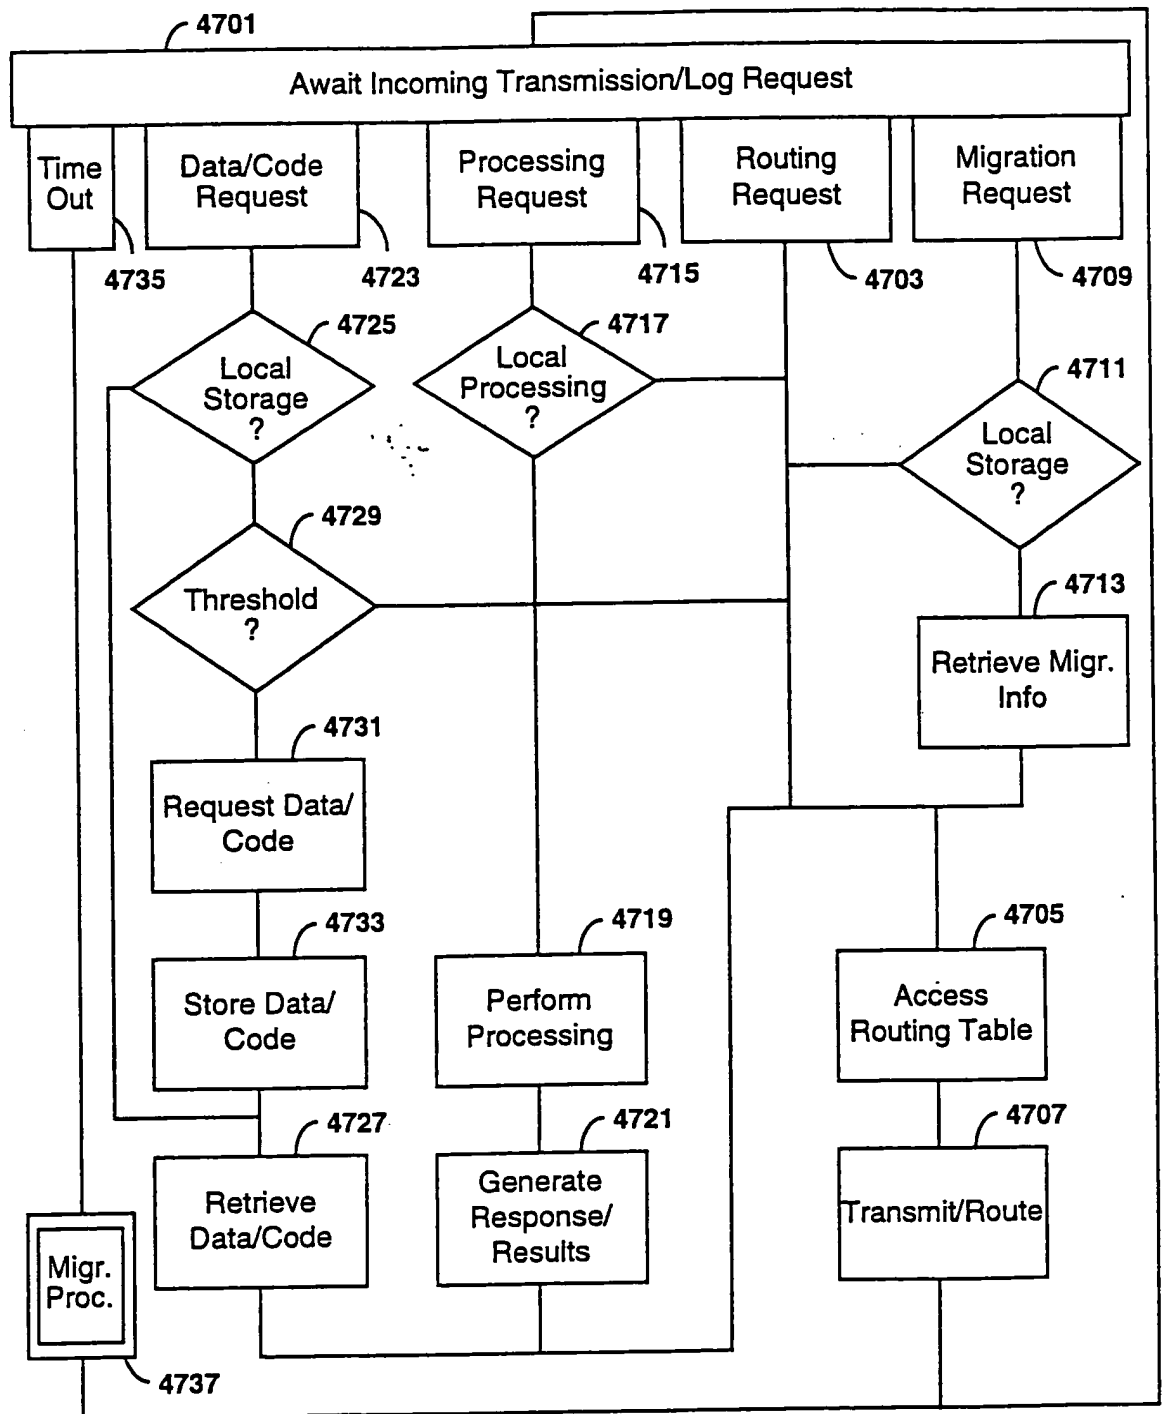 4701
Await Incoming Transmission/Log Request
Time
Out
Data/Code
Request
Processing
Request
Routing
Request
Migration
Request
4735
4723
4715
4703
4709
4725
4717
4711
Local
Storage
?
Local
Processing
?
Local
Storage
?
4729
Threshold
?
4713
Retrieve Migr.
Info
4731
Request Data/
Code
4733
4719
4705
Store Data/
Code
Perform
Processing
Access
Routing Table
4727
4721
4707
Retrieve
Data/Code
Generate
Response/
Results
Transmit/Route
Migr.
Proc.
4737